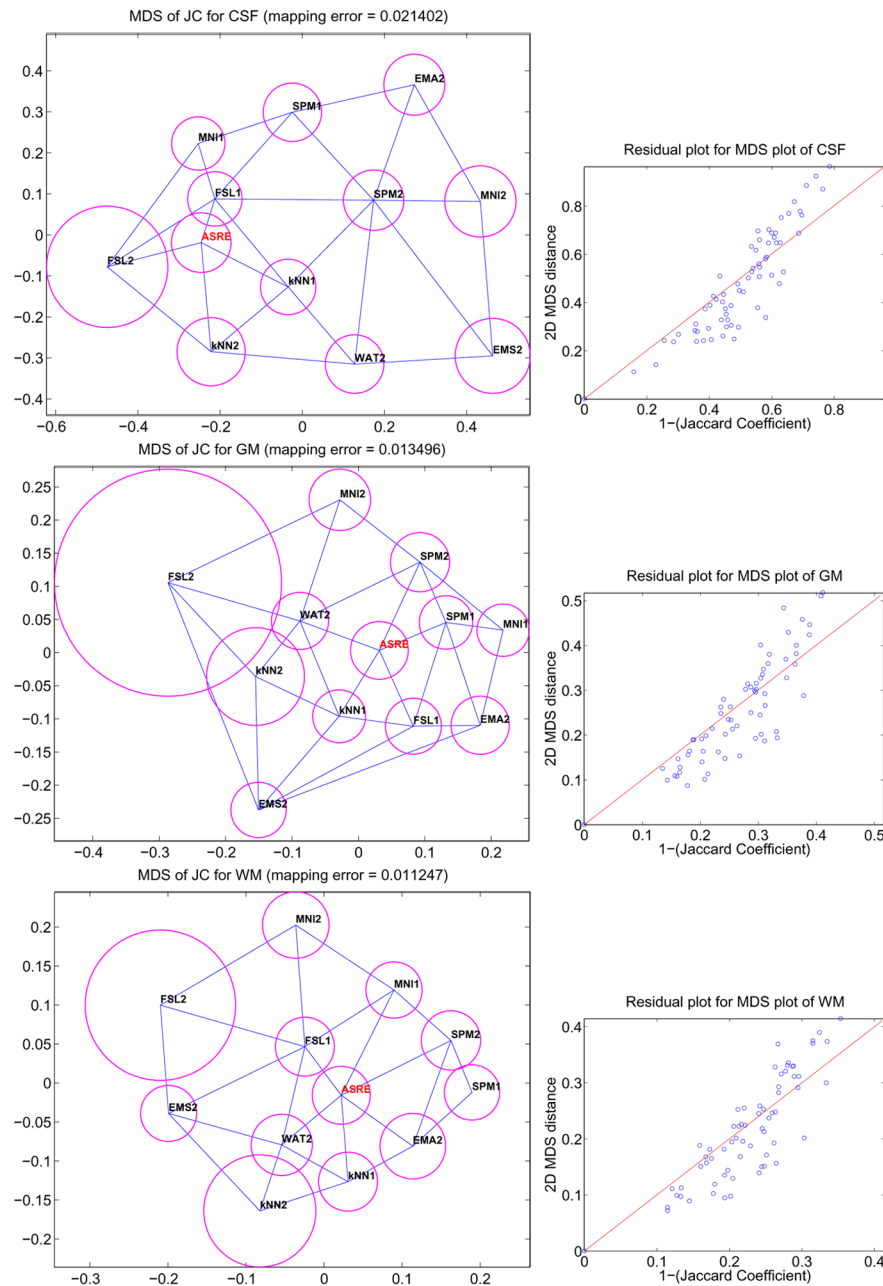 MDS of JC for CSF (mapping error = 0.021402)
0.4
0.3
0.2
0.1
0
−0.1
−0.2
−0.3
−0.4
EMA2
SPM1
MNI1
FSL1
SPM2
MNI2
ASRE
FSL2
kNN1
kNN2
WAT2
EMS2
−0.6
−0.4
−0.2
0
0.2
0.4
Residual plot for MDS plot of CSF
2D MDS distance
0.8
0.6
0.4
0.2
0
0
0.2
0.4
0.6
0.8
1−(Jaccard Coefficient)
MDS of JC for GM (mapping error = 0.013496)
0.25
0.2
0.15
0.1
0.05
0
−0.05
−0.1
−0.15
−0.2
−0.25
MNI2
SPM2
FSL2
WAT2
SPM1
MNI1
ASRE
kNN2
kNN1
FSL1
EMA2
EMS2
−0.4
−0.3
−0.2
−0.1
0
0.1
0.2
Residual plot for MDS plot of GM
2D MDS distance
0.5
0.4
0.3
0.2
0.1
0
0
0.1
0.2
0.3
0.4
0.5
1−(Jaccard Coefficient)
MDS of JC for WM (mapping error = 0.011247)
0.2
0.15
0.1
0.05
0
−0.05
−0.1
−0.15
−0.2
MNI2
MNI1
FSL2
SPM2
FSL1
ASRE
SPM1
EMS2
WAT2
EMA2
kNN1
kNN2
−0.3
−0.2
−0.1
0
0.1
0.2
Residual plot for MDS plot of WM
2D MDS distance
0.4
0.3
0.2
0.1
0
0
0.1
0.2
0.3
0.4
1−(Jaccard Coefficient)